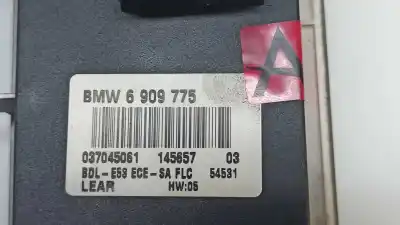 BMW 6 909 775
A
037045061 145657 03
BDL-E53 ECE-SA FLC 54531
LEAR HW:05